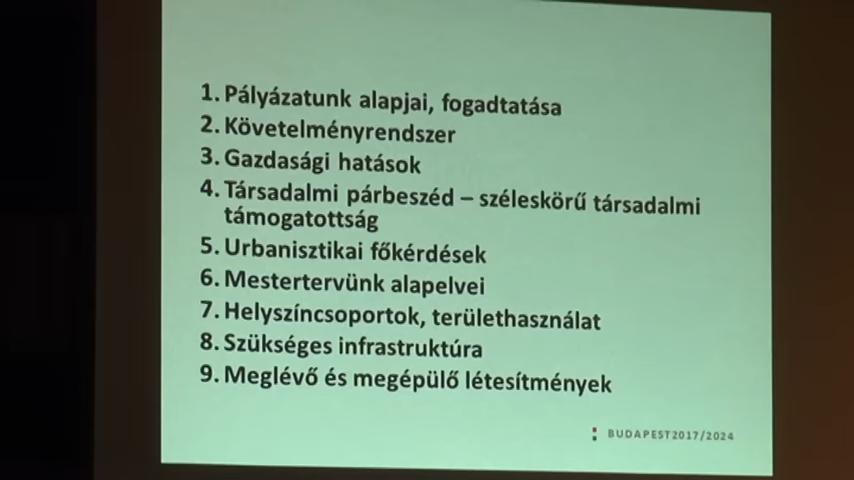 1. Pályázatunk alapjai, fogadtatása
2. Követelményrendszer
3. Gazdasági hatások
4. Társadalmi párbeszéd – széleskörű társadalmi
támogatottság
5. Urbanisztikai főkérdések
6. Mestertervünk alapelvei
7. Helyszíncsoportok, területhasználat
8. Szükséges infrastruktúra
9. Meglévő és megépülő létesítmények
BUDAPEST2017/2024